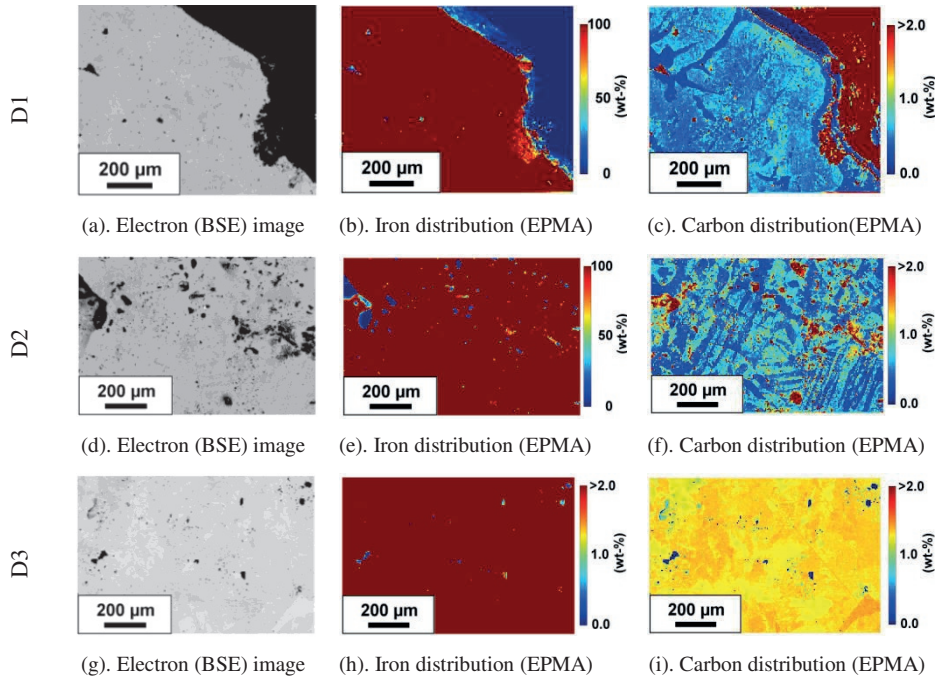 D1
200 µm
200 µm
100
50
0
(wt-%)
200 µm
>2.0
1.0
0.0
(wt-%)
(a). Electron (BSE) image
(b). Iron distribution (EPMA)
(c). Carbon distribution(EPMA)
D2
200 µm
200 µm
100
50
0
(wt-%)
200 µm
>2.0
1.0
0.0
(wt-%)
(d). Electron (BSE) image
(e). Iron distribution (EPMA)
(f). Carbon distribution (EPMA)
D3
200 µm
200 µm
>2.0
1.0
0.0
(wt-%)
200 µm
>2.0
1.0
0.0
(wt-%)
(g). Electron (BSE) image
(h). Iron distribution (EPMA)
(i). Carbon distribution (EPMA)